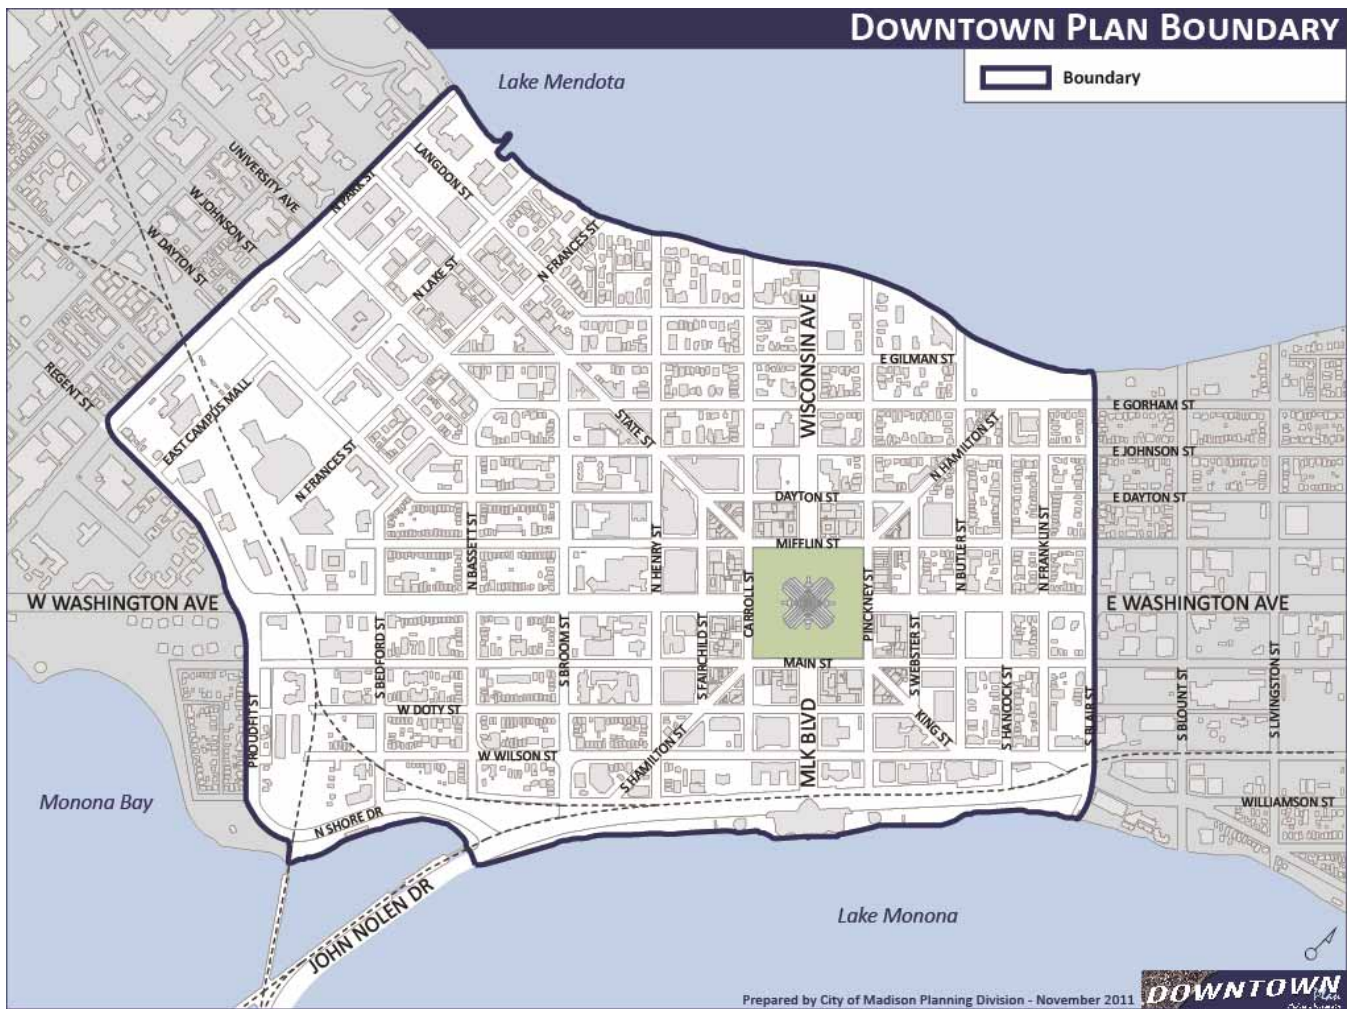 DOWNTOWN PLAN BOUNDARY
Boundary
Lake Mendota
LANGDON ST
UNIVERSITY AVE
N PARK ST
W JOHNSON ST
W DAYTON ST
N FRANCES ST
N LAKE ST
WISCONSIN AVE
E GILMAN ST
REGENT ST
EAST CAMPUS MALL
STATE ST
E GORHAM ST
N HAMILTON ST
E JOHNSON ST
N FRANCES ST
DAYTON ST
E DAYTON ST
N BASSETT ST
N HENRY ST
MIFFLIN ST
N BUTLER ST
N FRANKLIN ST
W WASHINGTON AVE
CARROLL ST
PINCKNEY ST
E WASHINGTON AVE
S BEDFORD ST
S BROOM ST
S FAIRCHILD ST
MAIN ST
S WEBSTER ST
S HANCOCK ST
S BLAIR ST
S BLOUNT ST
S LIVINGSTON ST
PROUDFIT ST
W DOTY ST
MLK BLVD
KING ST
W WILSON ST
S HAMILTON ST
Monona Bay
N SHORE DR
WILLIAMSON ST
JOHN NOLEN DR
Lake Monona
Prepared by City of Madison Planning Division - November 2011
DOWNTOWN
Plan